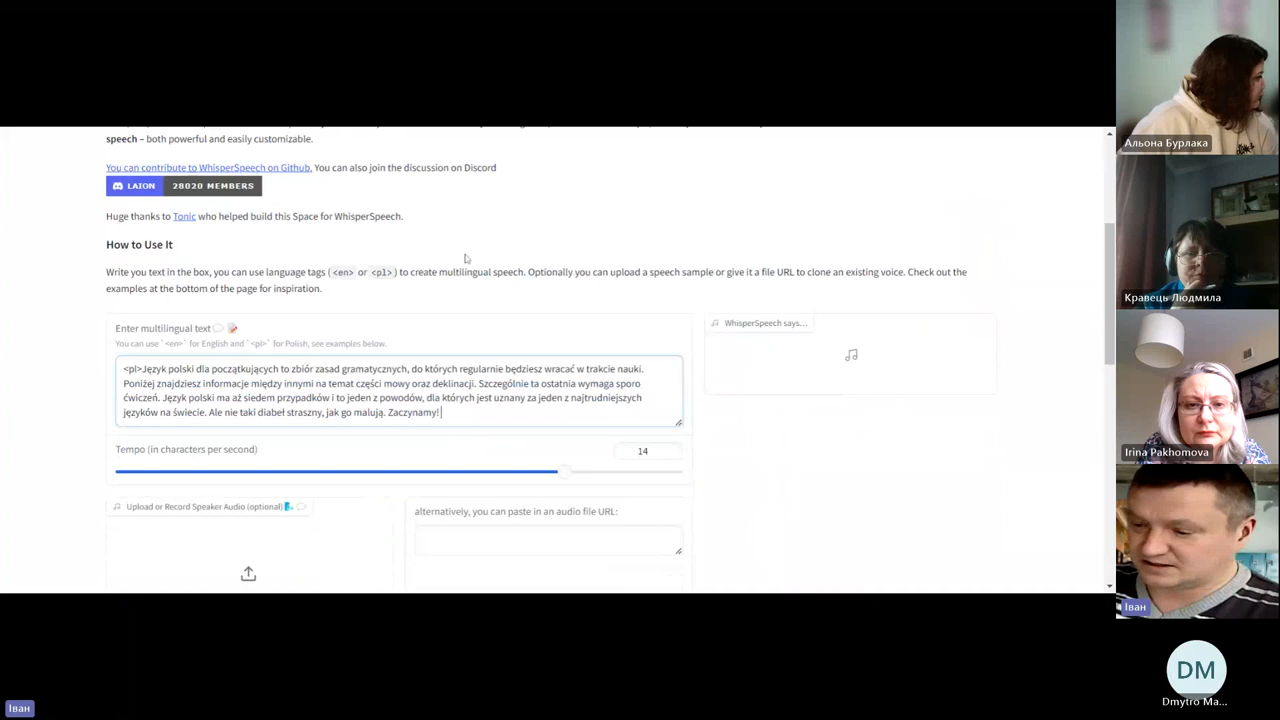 speech – both powerful and easily customizable.
You can contribute to WhisperSpeech on Github. You can also join the discussion on Discord
LAION 28020 MEMBERS
Huge thanks to Tonic who helped build this Space for WhisperSpeech.
How to Use It
Write you text in the box, you can use language tags (<en> or <pl>) to create multilingual speech. Optionally you can upload a speech sample or give it a file URL to clone an existing voice. Check out the
examples at the bottom of the page for inspiration.
Enter multilingual text
You can use `<en>` for English and `<pl>` for Polish, see examples below.
<pl>Język polski dla początkujących to zbiór zasad gramatycznych, do których regularnie będziesz wracać w trakcie nauki.
Poniżej znajdziesz informacje między innymi na temat części mowy oraz deklinacji. Szczególnie ta ostatnia wymaga sporo
ćwiczeń. Język polski ma aż siedem przypadków i to jeden z powodów, dla których jest uznany za jeden z najtrudniejszych
języków na świecie. Ale nie taki diabeł straszny, jak go malują. Zaczynamy!
Tempo (in characters per second)
14
Upload or Record Speaker Audio (optional)
alternatively, you can paste in an audio file URL:
WhisperSpeech says…
Альона Бурлака
Кравець Людмила
Irina Pakhomova
Іван
DM
Dmytro Ma...
Іван